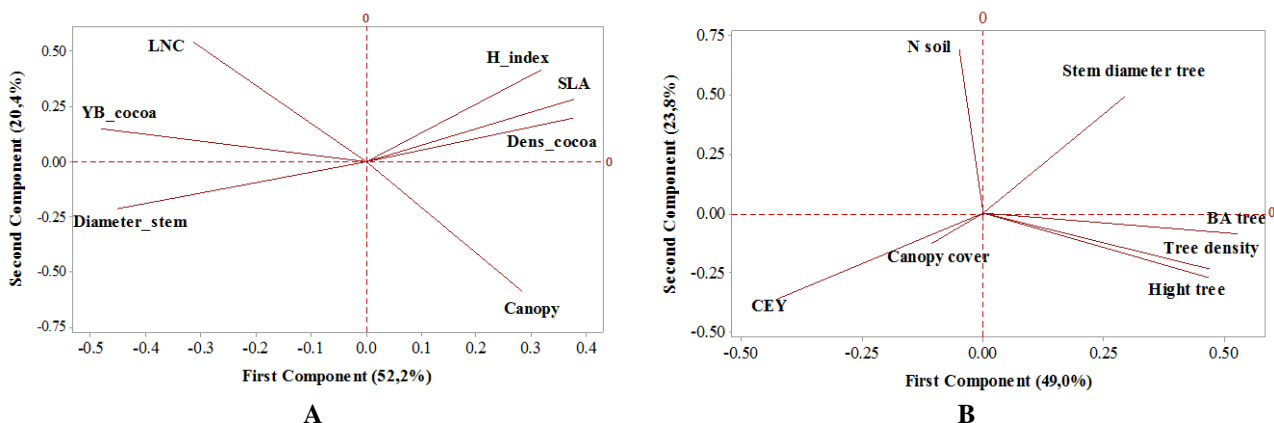 0
0.50
0.25
0.00
-0.25
-0.50
-0.75
Second Component (20,4%)
LNC
H_index
SLA
YB_cocoa
Dens_cocoa
0
Diameter_stem
Canopy
-0.5 -0.4 -0.3 -0.2 -0.1 0.0 0.1 0.2 0.3 0.4
First Component (52,2%)
A
0
0.75
0.50
0.25
0.00
-0.25
-0.50
Second Component (23,8%)
N soil
Stem diameter tree
BA tree
0
Tree density
Canopy cover
Hight tree
CEY
-0.50 -0.25 0.00 0.25 0.50
First Component (49,0%)
B